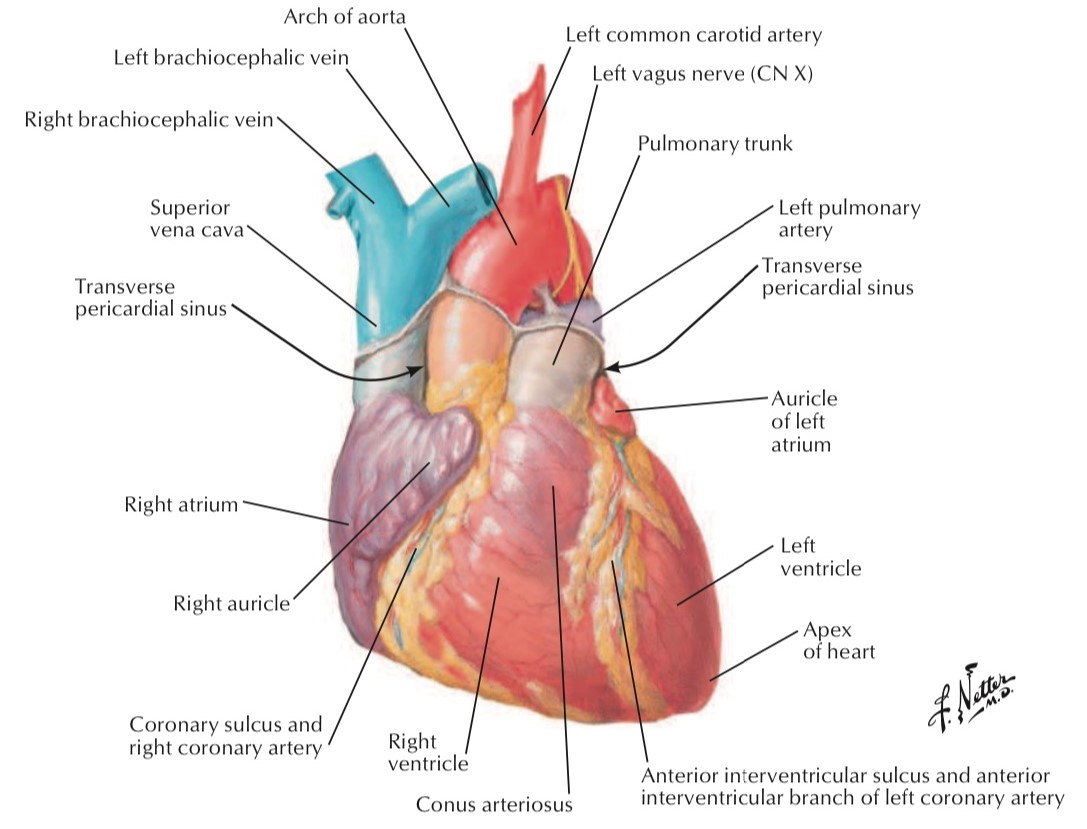 Arch of aorta
Left common carotid artery
Left brachiocephalic vein
Left vagus nerve (CN X)
Right brachiocephalic vein
Pulmonary trunk
Superior
vena cava
Left pulmonary
artery
Transverse
pericardial sinus
Transverse
pericardial sinus
Auricle
of left
atrium
Right atrium
Left
ventricle
Right auricle
Apex
of heart
F. Netter
M.D.
Coronary sulcus and
right coronary artery
Right
ventricle
Conus arteriosus
Anterior interventricular sulcus and anterior
interventricular branch of left coronary artery